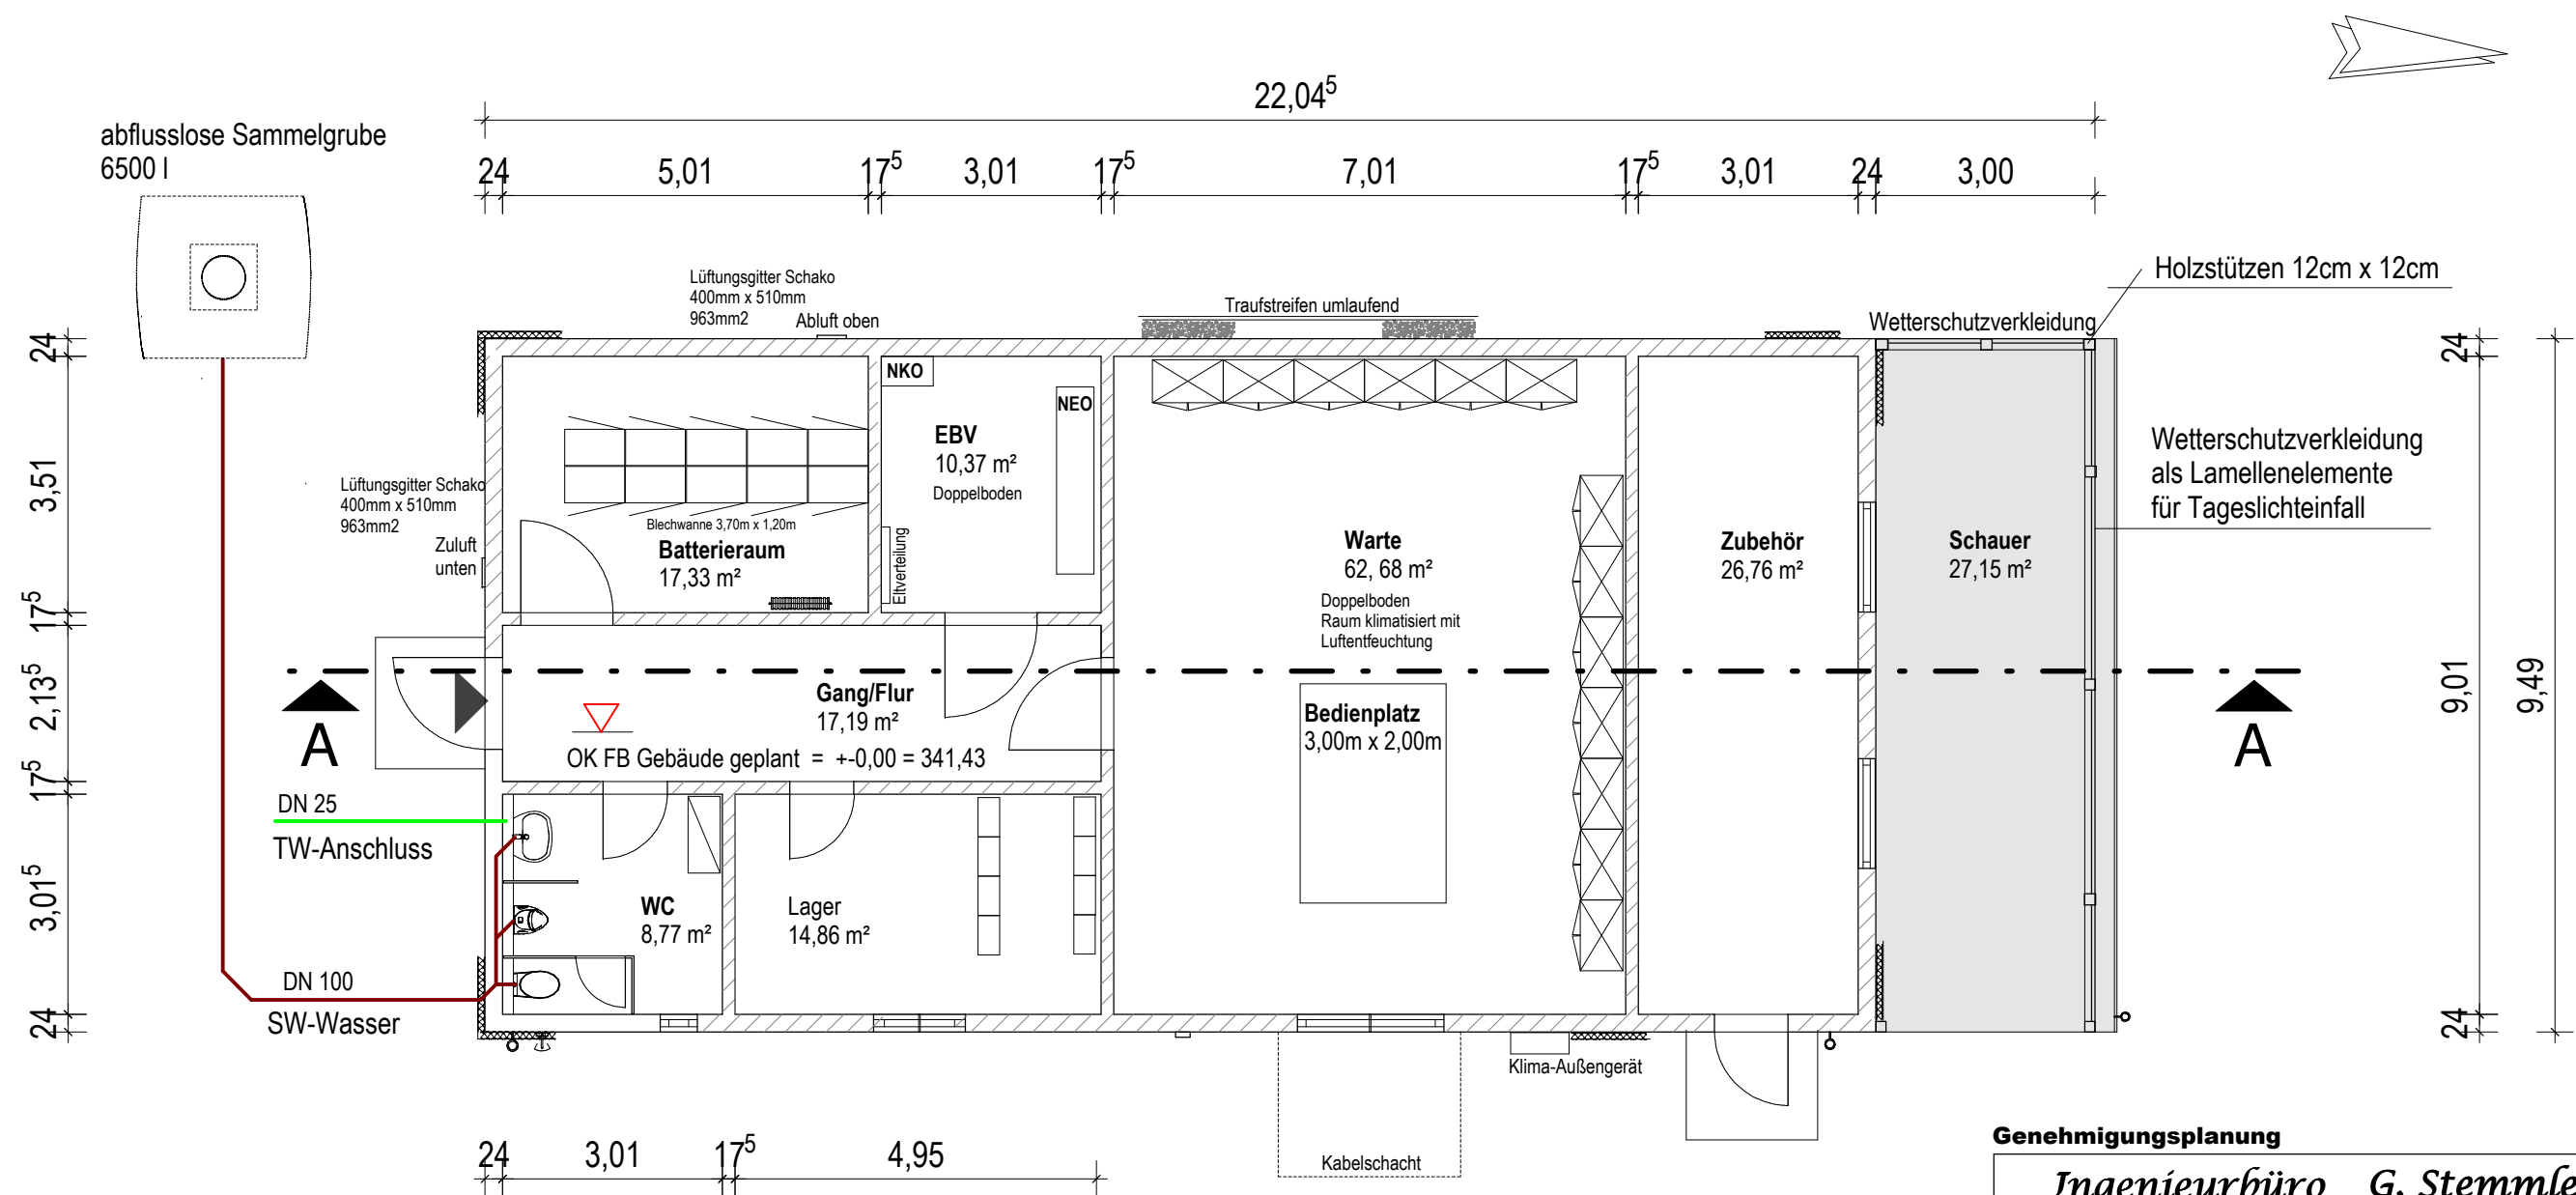 22,04⁵
abflusslose Sammelgrube
6500 l
24 5,01 17⁵ 3,01 17⁵ 7,01 17⁵ 3,01 24 3,00
Holzstützen 12cm x 12cm
Lüftungsgitter Schako
400mm x 510mm
963mm2
Abluft oben
Traufstreifen umlaufend
Wetterschutzverkleidung
24
3,51
17⁵
2,13⁵
17⁵
3,01⁵
24
NKO
NEO
EBV
10,37 m²
Doppelboden
Eltverteilung
Lüftungsgitter Schako
400mm x 510mm
963mm2
Zuluft
unten
Blechwanne 3,70m x 1,20m
Batterieraum
17,33 m²
Warte
62, 68 m²
Doppelboden
Raum klimatisiert mit
Luftentfeuchtung
Zubehör
26,76 m²
Schauer
27,15 m²
Wetterschutzverkleidung
als Lamellenelemente
für Tageslichteinfall
24
9,01
24
9,49
A
A
Gang/Flur
17,19 m²
OK FB Gebäude geplant = +-0,00 = 341,43
Bedienplatz
3,00m x 2,00m
DN 25
TW-Anschluss
WC
8,77 m²
Lager
14,86 m²
DN 100
SW-Wasser
Klima-Außengerät
Kabelschacht
24 3,01 17⁵ 4,95
Genehmigungsplanung
Ingenieurbüro G. Stemmle